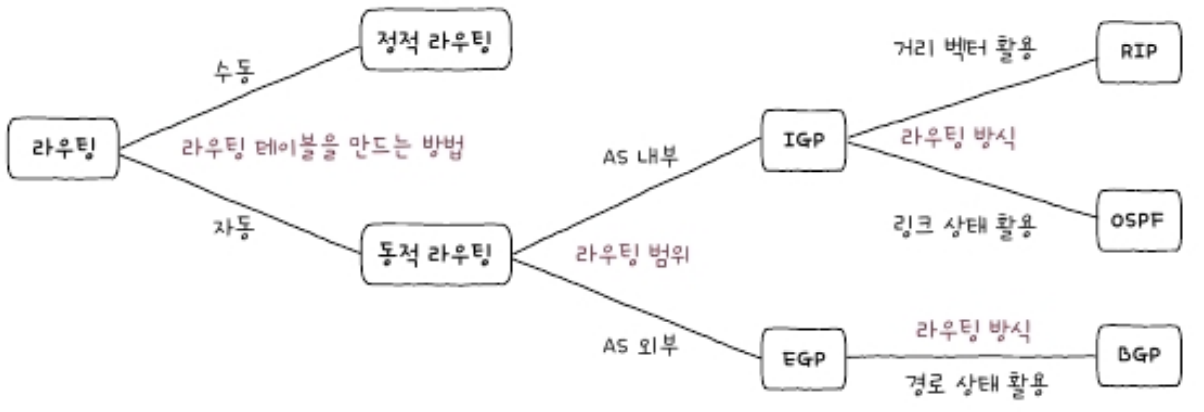 라우팅
수동
라우팅 테이블을 만드는 방법
자동
정적 라우팅
동적 라우팅
AS 내부
라우팅 범위
AS 외부
IGP
EGP
거리 벡터 활용
라우팅 방식
링크 상태 활용
라우팅 방식
경로 상태 활용
RIP
OSPF
BGP